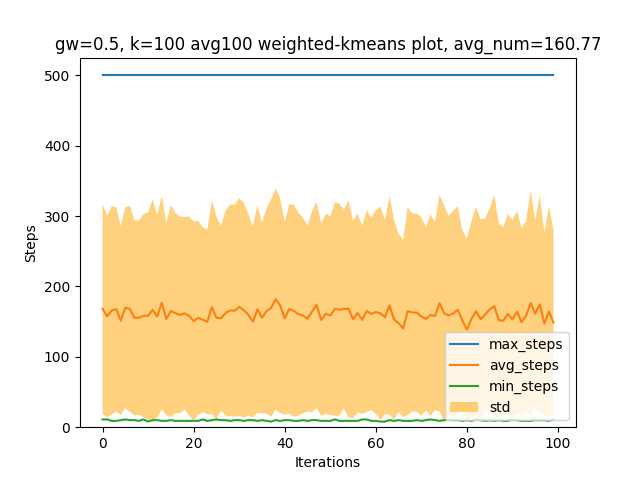 gw=0.5, k=100 avg100 weighted-kmeans plot, avg_num=160.77
500
400
300
200
100
0
Steps
max_steps
avg_steps
min_steps
std
0
20
40
60
80
100
Iterations